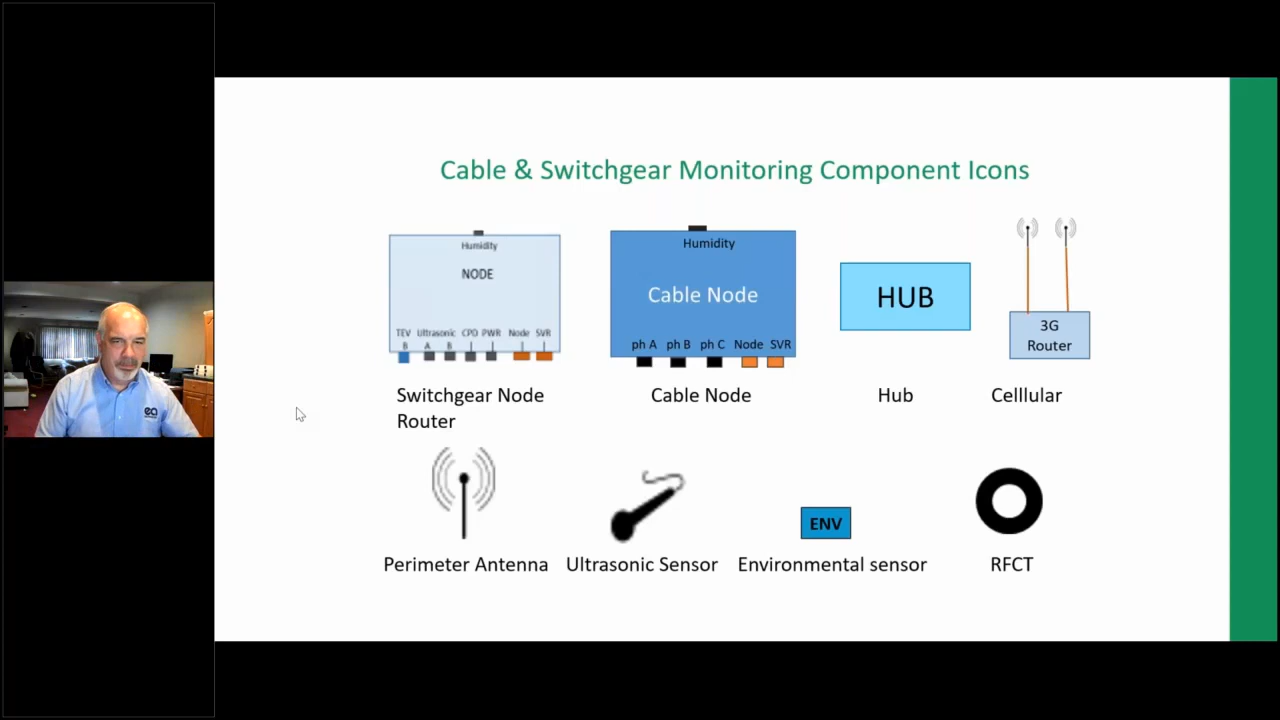 Cable & Switchgear Monitoring Component Icons
Humidity
NODE
TEV Ultrasonic CPD PWR Node SVR
B A B
Humidity
Cable Node
ph A ph B ph C Node SVR
HUB
3G
Router
Switchgear Node
Router
Cable Node
Hub
Celllular
ENV
Perimeter Antenna
Ultrasonic Sensor
Environmental sensor
RFCT
ea